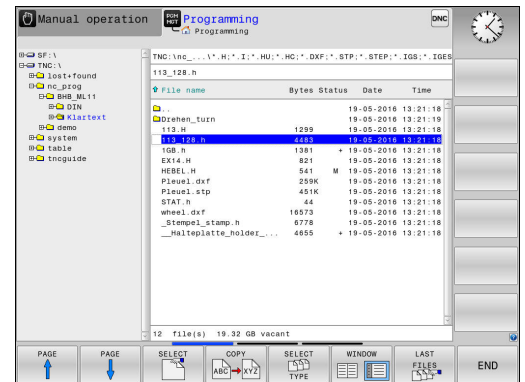 Manual operation
PGM
MGT
Programming
Programming
DNC
SF:\
TNC:\
lost+found
nc_prog
BHB_ML11
DIN
Klartext
demo
system
table
tncguide
TNC:\nc_...\*.H;*.I;*.HU;*.HC;*.DXF;*.STP;*.STEP;*.IGS;*.IGES
113_128.h
File name Bytes Status Date Time
.. 19-05-2016 13:21:18
Drehen_turn 19-05-2016 13:21:19
113.H 1299 19-05-2016 13:21:18
113_128.h 4483 19-05-2016 13:21:18
1GB.h 1381 + 19-05-2016 13:21:18
EX14.H 821 19-05-2016 13:21:18
HEBEL.H 541 M 19-05-2016 13:21:18
Pleuel.dxf 259K 19-05-2016 13:21:18
Pleuel.stp 451K 19-05-2016 13:21:18
STAT.h 44 19-05-2016 13:21:18
wheel.dxf 16573 19-05-2016 13:21:18
_Stempel_stamp.h 6778 19-05-2016 13:21:18
__Halteplatte_holder_... 4655 + 19-05-2016 13:21:18
12 file(s) 19.32 GB vacant
PAGE
PAGE
SELECT
COPY
ABC XYZ
SELECT
TYPE
WINDOW
LAST
FILES
END